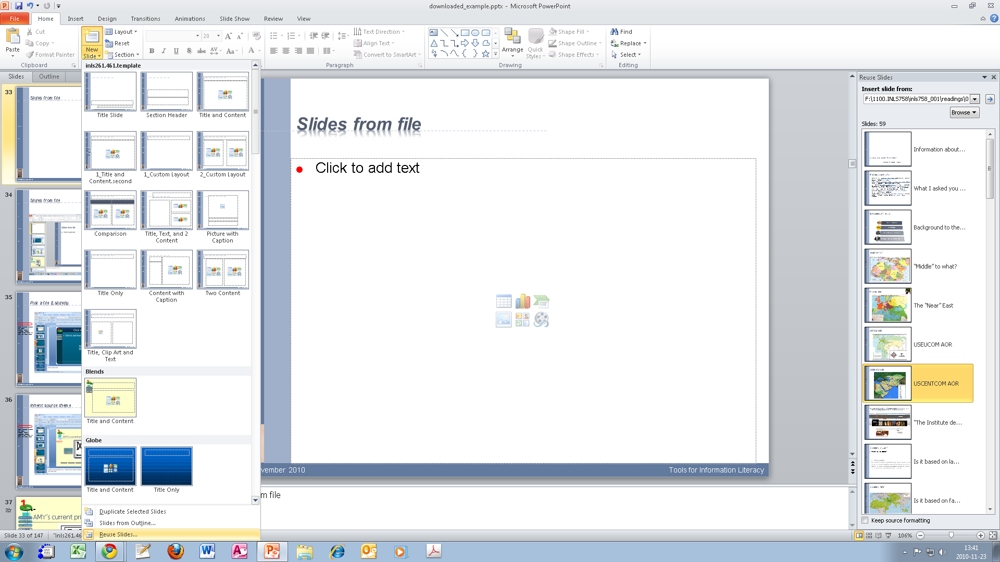 downloaded_example.pptx - Microsoft PowerPoint
File Home Insert Design Transitions Animations Slide Show Review View
Paste
Cut
Copy
Format Painter
Clipboard
New Slide
Layout
Reset
Section
20
B I U S abc AV Aa A
Text Direction
Align Text
Convert to SmartArt
Paragraph
Arrange
Quick Styles
Shape Fill
Shape Outline
Shape Effects
Drawing
Find
Replace
Select
Editing
Slides Outline
33
Slides from file
34
Slides from file
35
Pick a file & slide(s)
36
Inherit source theme
37
AMY's current pri
inls261.461.template
Title Slide
Section Header
Title and Content
1_Title and Content.second
1_Custom Layout
2_Custom Layout
Comparison
Title, Text, and 2 Content
Picture with Caption
Title Only
Content with Caption
Two Content
Title, Clip Art and Text
Blends
Title and Content
Globe
Title and Content
Title Only
Duplicate Selected Slides
Slides from Outline...
Reuse Slides...
Slides from file
Click to add text
vember 2010
Tools for Information Literacy
m file
Reuse Slides
Insert slide from:
F:\1100.INLS758\inls758_001\readings\0
Browse
Slides: 59
Information about...
What I asked you ...
Background to the...
"Middle" to what?
The "Near" East
USEUCOM AOR
USCENTCOM AOR
"The Institute de...
Is it based on la...
Is it based on fa...
Keep source formatting
Slide 33 of 147
"inls261.46
106%
13:41
2010-11-23